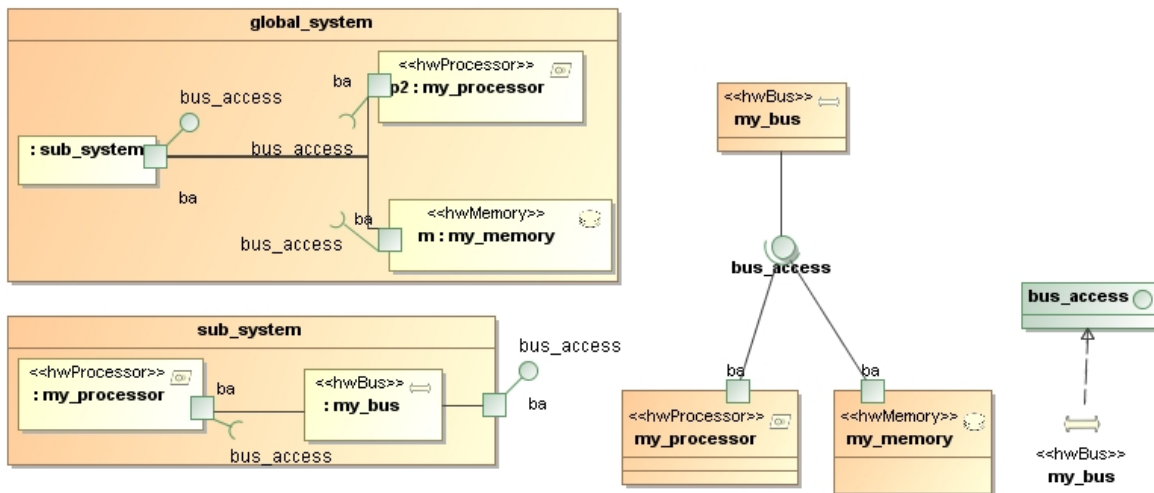 global_system
<<hwProcessor>>
p2 : my_processor
ba
bus_access
: sub_system
bus_access
ba
<<hwMemory>>
m : my_memory
ba
bus_access
sub_system
<<hwProcessor>>
: my_processor
ba
bus_access
<<hwBus>>
: my_bus
bus_access
ba
<<hwBus>>
my_bus
bus_access
ba
<<hwProcessor>>
my_processor
ba
<<hwMemory>>
my_memory
bus_access
<<hwBus>>
my_bus